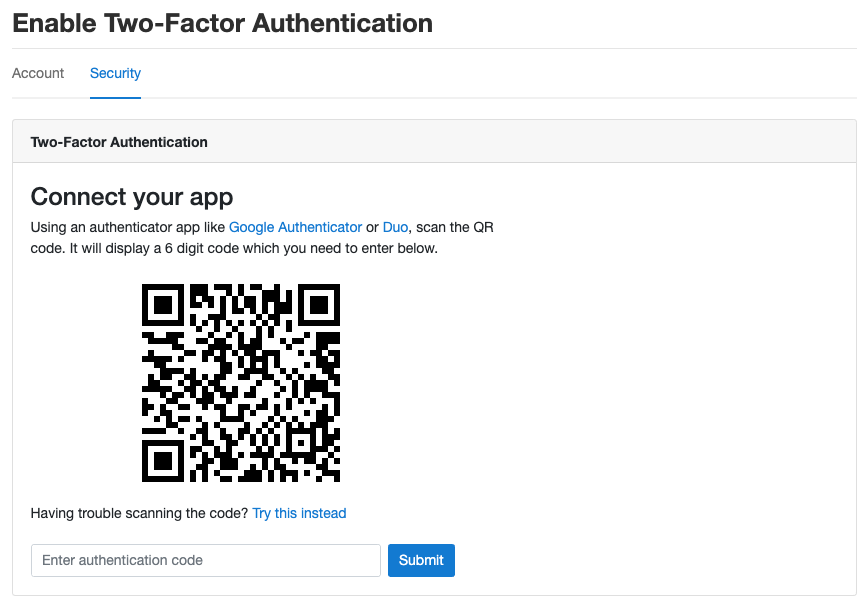 Enable Two-Factor Authentication
Account Security
Two-Factor Authentication
Connect your app
Using an authenticator app like Google Authenticator or Duo, scan the QR
code. It will display a 6 digit code which you need to enter below.
Having trouble scanning the code? Try this instead
Enter authentication code Submit